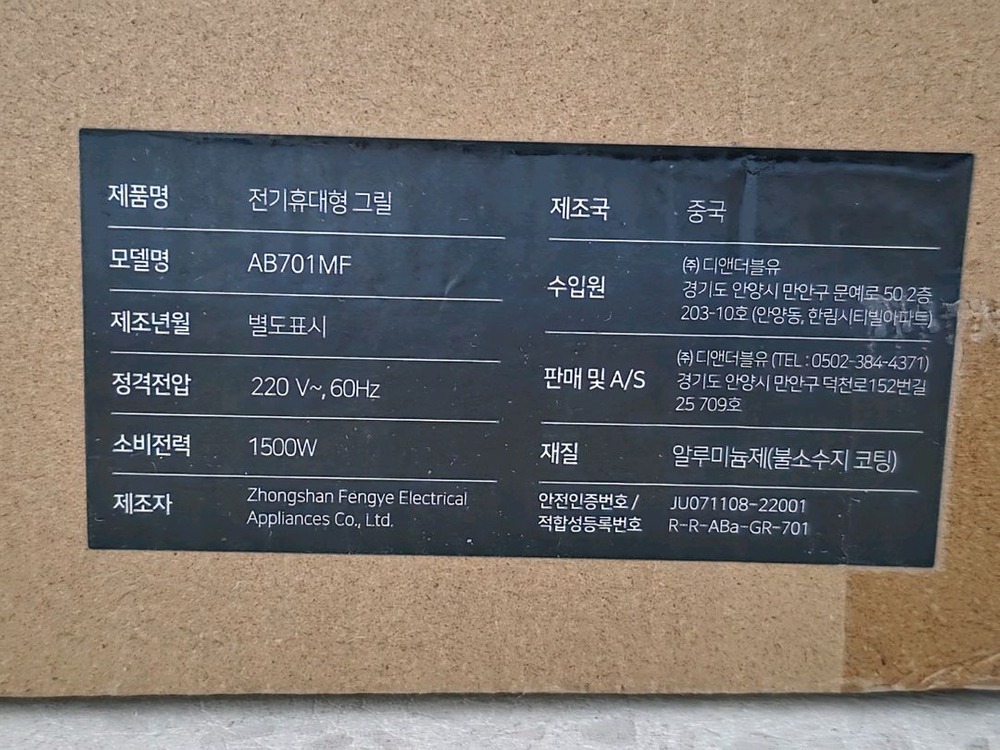 제품명 전기휴대형 그릴
모델명 AB701MF
제조년월 별도표시
정격전압 220 V~, 60Hz
소비전력 1500W
제조자 Zhongshan Fengye Electrical
Appliances Co., Ltd.
제조국 중국
수입원 ㈜ 디앤더블유
경기도 안양시 만안구 문예로 50 2층
203-10호 (안양동, 한림시티빌아파트)
판매 및 A/S ㈜ 디앤더블유 (TEL : 0502-384-4371)
경기도 안양시 만안구 덕천로152번길
25 709호
재질 알루미늄제(불소수지 코팅)
안전인증번호 / JU071108-22001
적합성등록번호 R-R-ABa-GR-701